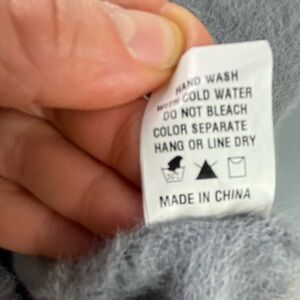 HAND WASH
WITH COLD WATER
DO NOT BLEACH
COLOR SEPARATE
HANG OR LINE DRY
MADE IN CHINA